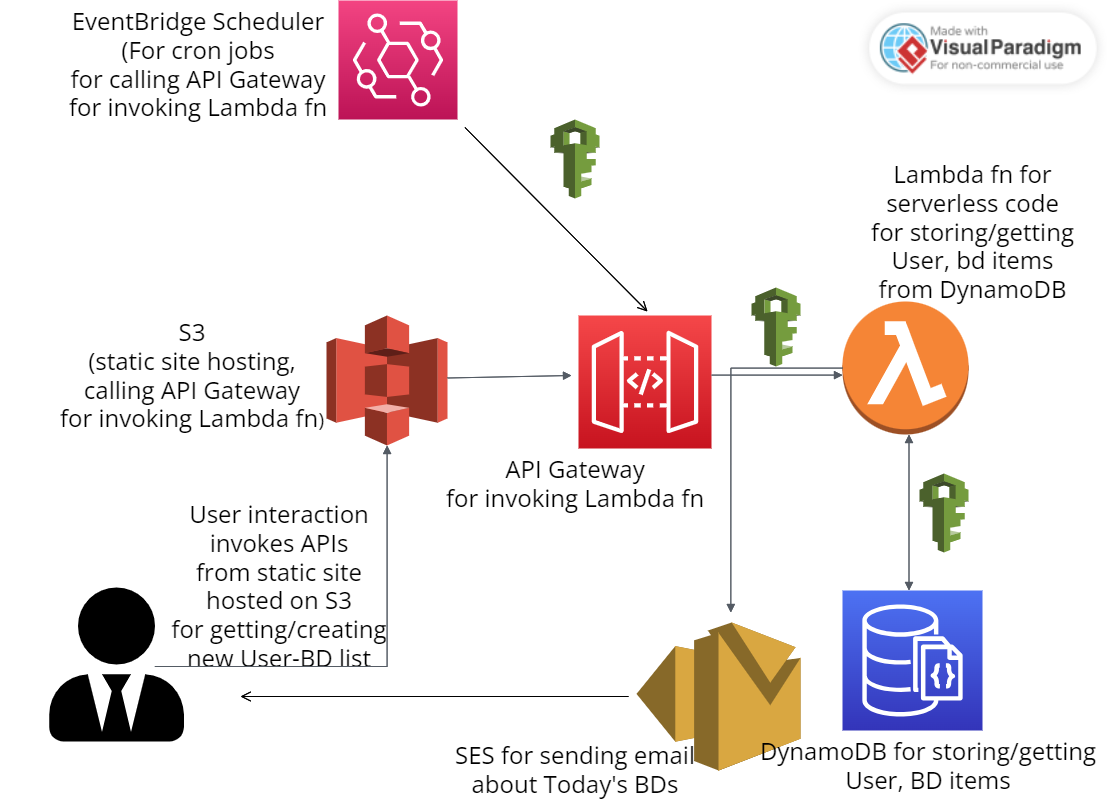 EventBridge Scheduler
(For cron jobs
for calling API Gateway
for invoking Lambda fn
Made with
Visual Paradigm
For non-commercial use
Lambda fn for
serverless code
for storing/getting
User, bd items
from DynamoDB
S3
(static site hosting,
calling API Gateway
for invoking Lambda fn)
</>
API Gateway
for invoking Lambda fn
User interaction
invokes APIs
from static site
hosted on S3
for getting/creating
new User-BD list
{}
SES for sending email
about Today's BDs
DynamoDB for storing/getting
User, BD items